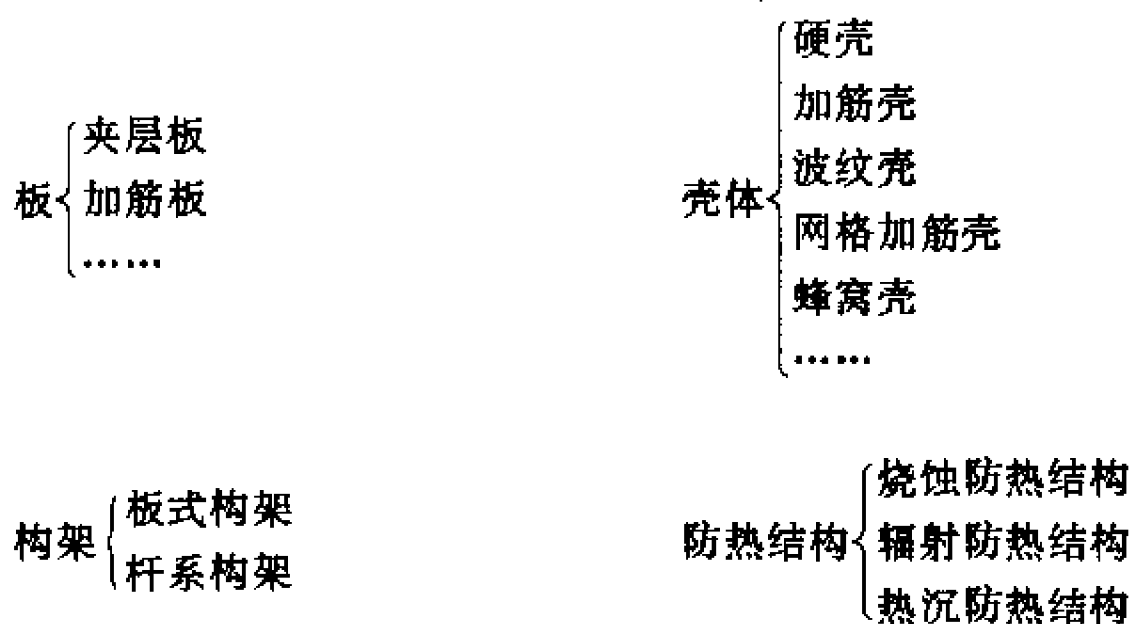 板
夹层板
加筋板
……
壳体
硬壳
加筋壳
波纹壳
网格加筋壳
蜂窝壳
……
构架
板式构架
杆系构架
防热结构
烧蚀防热结构
辐射防热结构
热沉防热结构